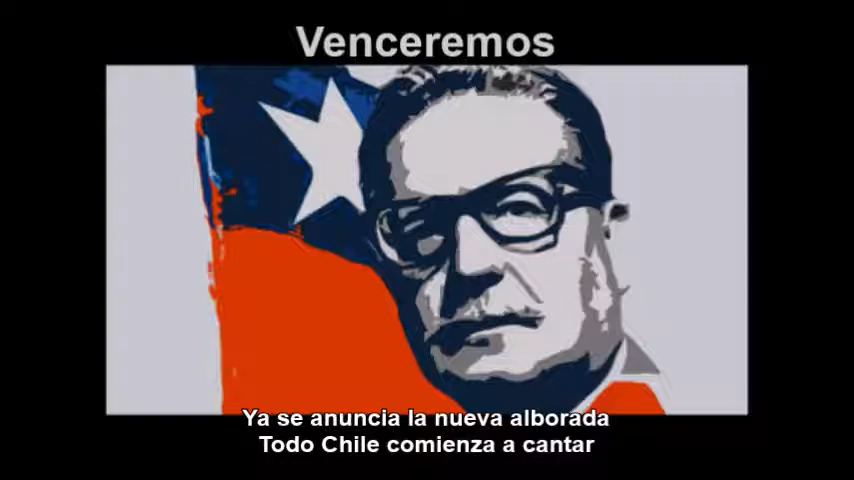 Venceremos
Ya se anuncia la nueva alborada
Todo Chile comienza a cantar